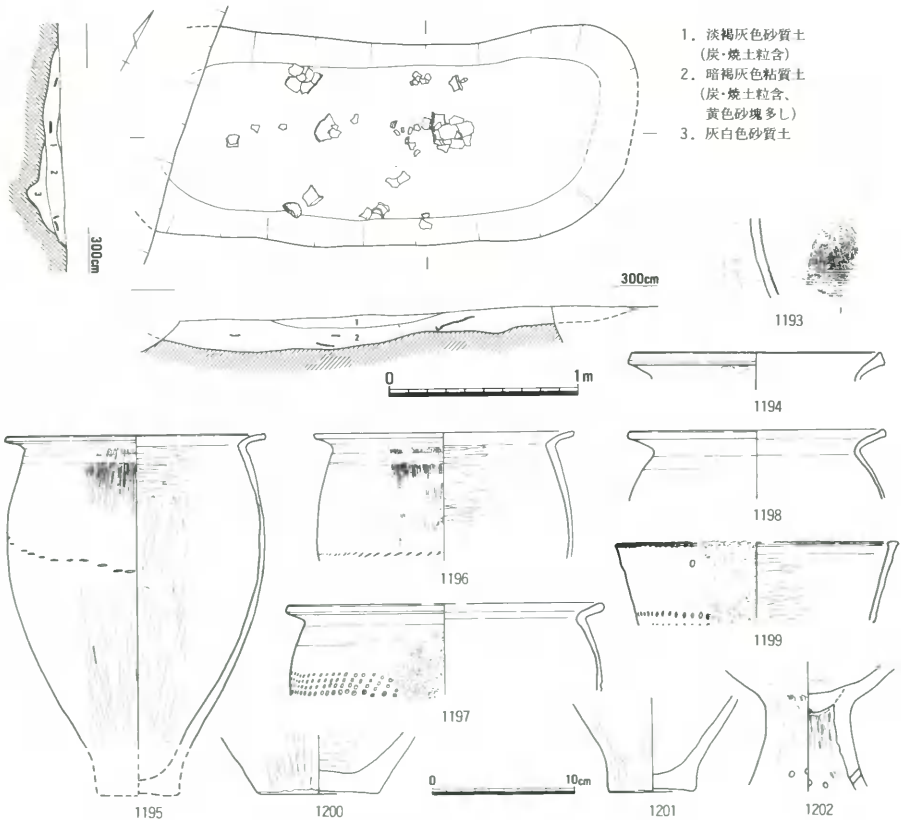 1. 淡褐灰色砂質土
(炭・焼土粒含)
2. 暗褐灰色粘質土
(炭・焼土粒含、
黄色砂塊多し)
3. 灰白色砂質土
1
2
3
300cm
300cm
1
2
0 1m
1193
1194
1195
1196
1197
1198
1199
1200
0 10cm
1201
1202